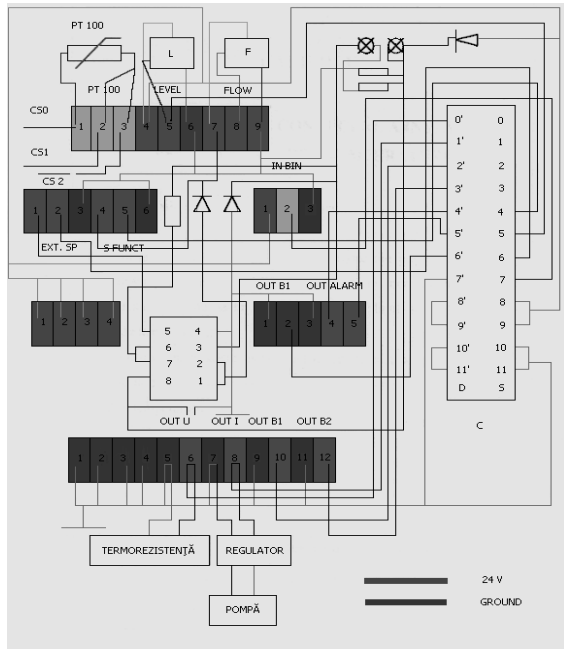 PT 100
L
F
PT 100 LEVEL FLOW
CS0
1 2 3 4 5 6 7 8 9
CS1
CS 2
IN BIN
1 2 3 4 5 6
1 2 3
EXT. SP S FUNCT
OUT B1 OUT ALARM
1 2 3 4
5 4
6 3
7 2
8 1
1 2 3 4 5
0' 0
1' 1
2' 2
3' 3
4' 4
5' 5
6' 6
7' 7
8' 8
9' 9
10' 10
11' 11
D S
C
OUT U OUT I OUT B1 OUT B2
1 2 3 4 5 6 7 8 9 10 11 12
TERMOREZISTENŢĂ
REGULATOR
POMPĂ
24 V
GROUND